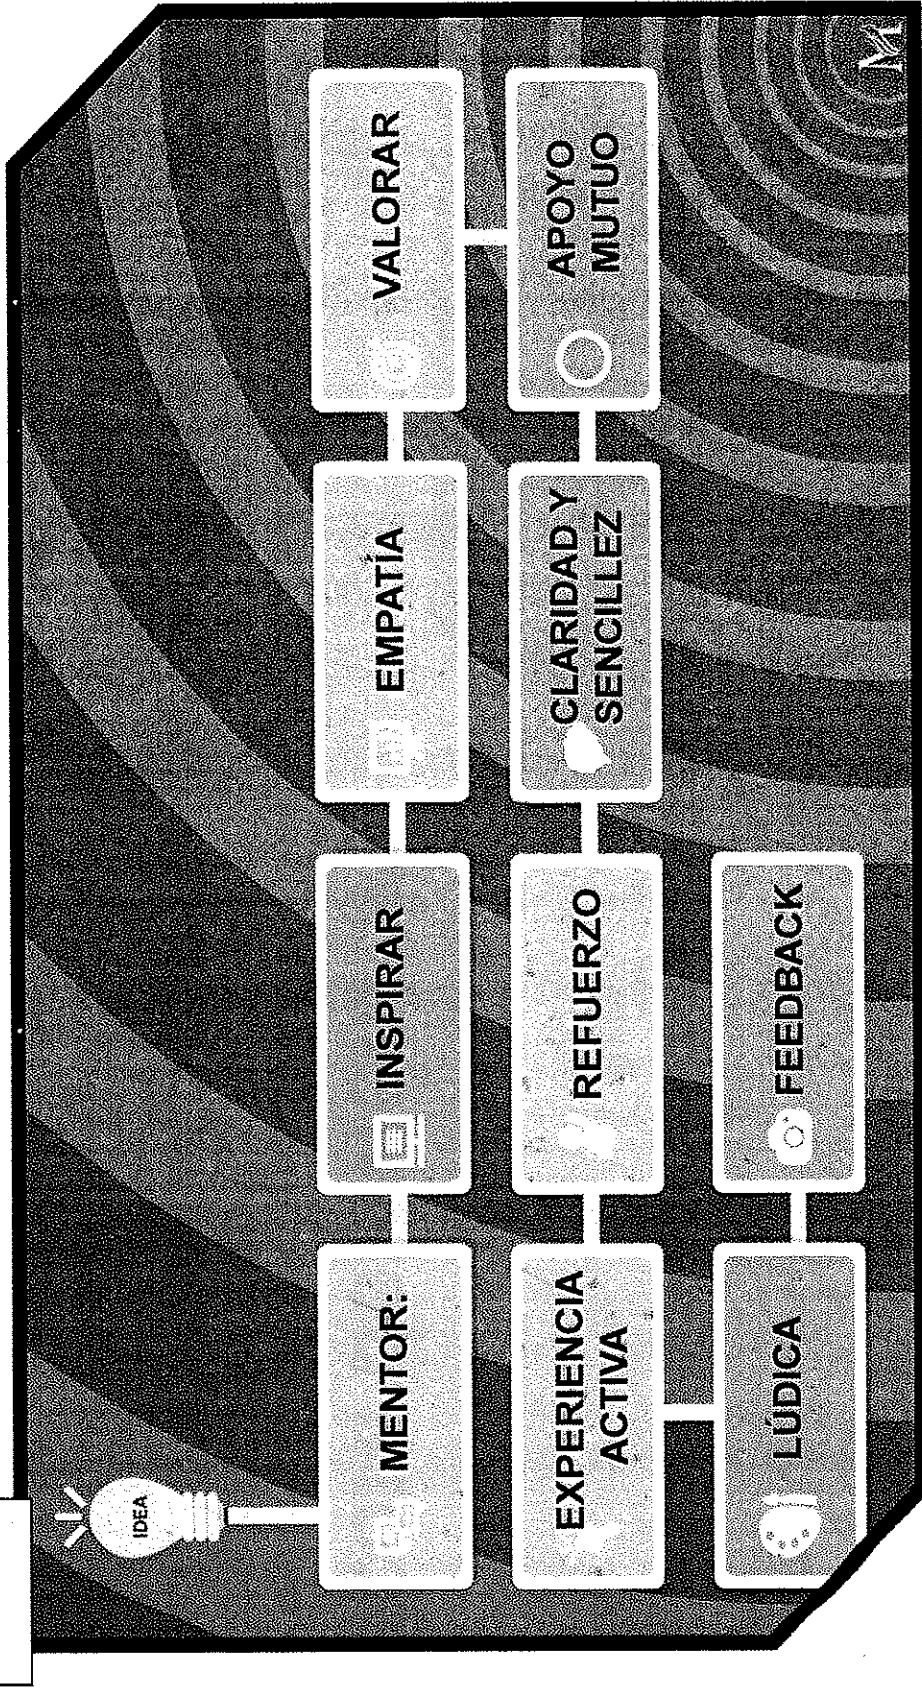 IDEA
MENTOR:
INSPIRAR
EMPATÍA
VALORAR
EXPERIENCIA
ACTIVA
REFUERZO
CLARIDAD Y
SENCILLEZ
APOYO
MUTUO
LÚDICA
FEEDBACK
M